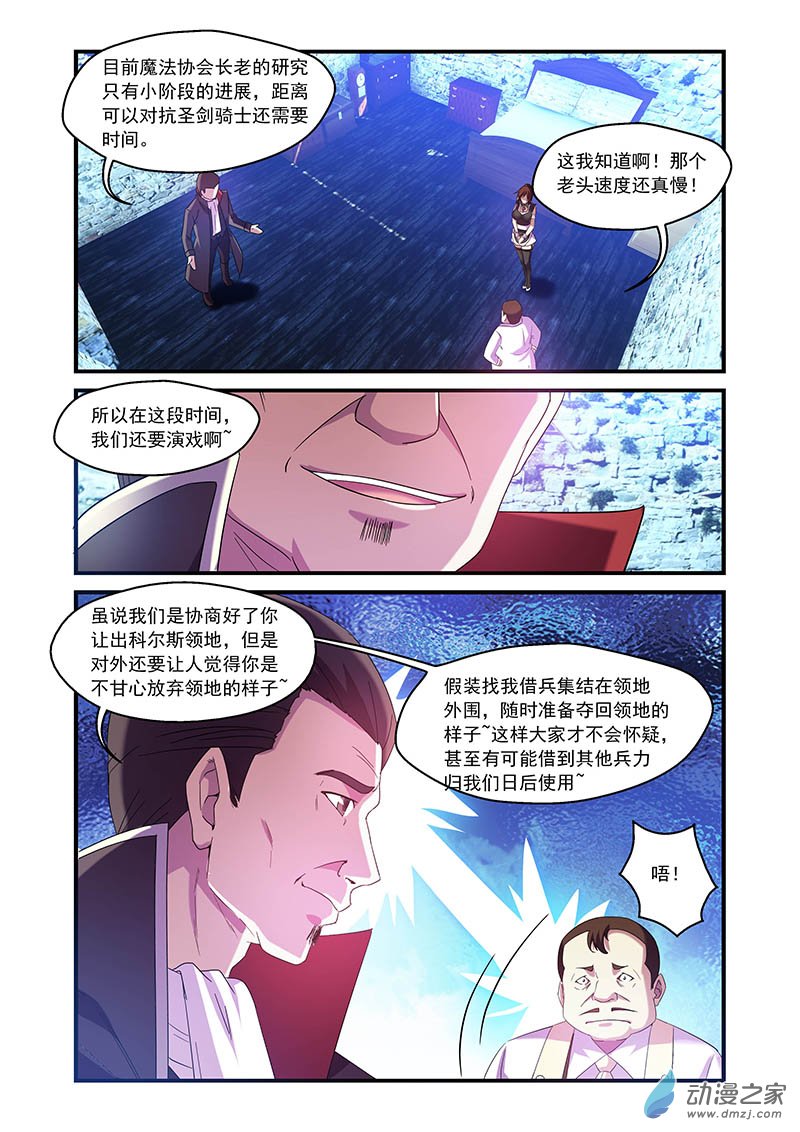 目前魔法协会长老的研究
只有小阶段的进展，距离
可以对抗圣剑骑士还需要
时间。
这我知道啊！那个
老头速度还真慢！
所以在这段时间，
我们还要演戏啊~
虽说我们是协商好了你
让出科尔斯领地，但是
对外还要让人觉得你是
不甘心放弃领地的样子~
假装找我借兵集结在领地
外围，随时准备夺回领地的
样子~这样大家才不会怀疑，
甚至有可能借到其他兵力
归我们日后使用~
唔！
动漫之家
www.dmzj.com